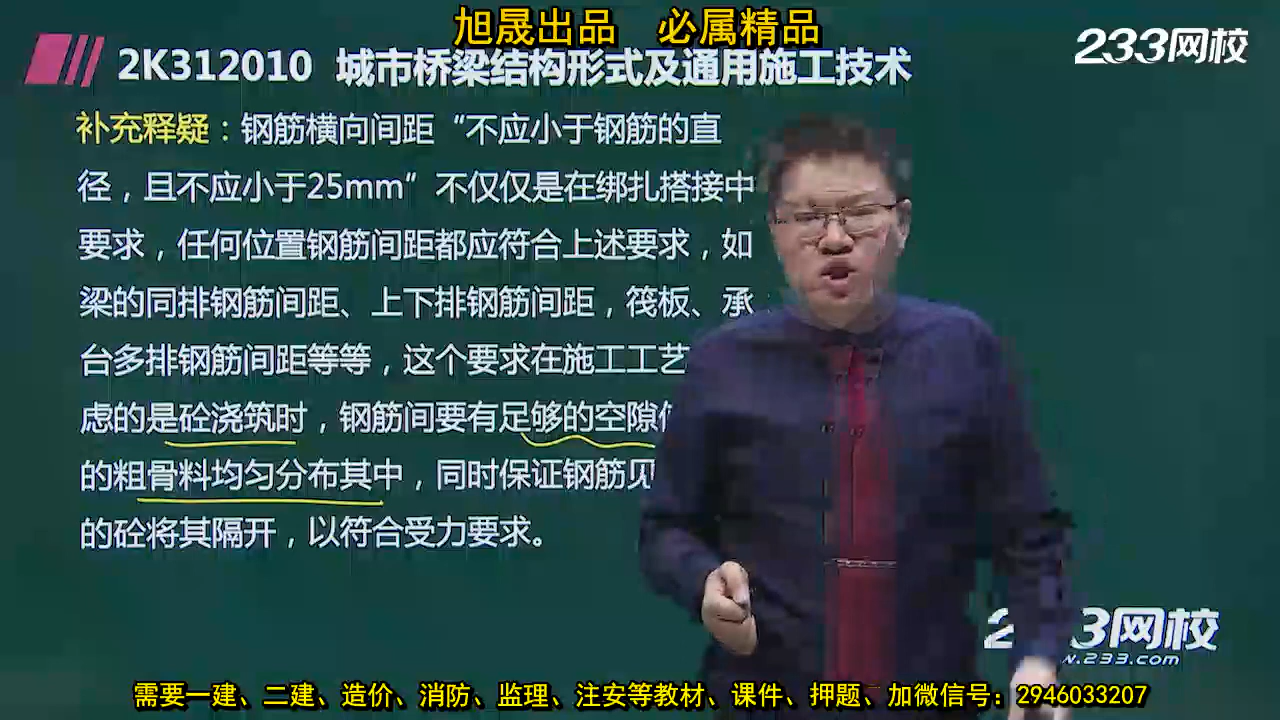 旭晟出品 必属精品
2K312010 城市桥梁结构形式及通用施工技术
233网校
补充释疑：钢筋横向间距“不应小于钢筋的直
径，且不应小于25mm”不仅仅是在绑扎搭接中
要求，任何位置钢筋间距都应符合上述要求，如
梁的同排钢筋间距、上下排钢筋间距，筏板、承
台多排钢筋间距等等，这个要求在施工工艺
虑的是砼浇筑时，钢筋间要有足够的空隙
的粗骨料均匀分布其中，同时保证钢筋见
的砼将其隔开，以符合受力要求。
233网校
w.233.com
需要一建、二建、造价、消防、监理、注安等教材、课件、押题、加微信号：2946033207